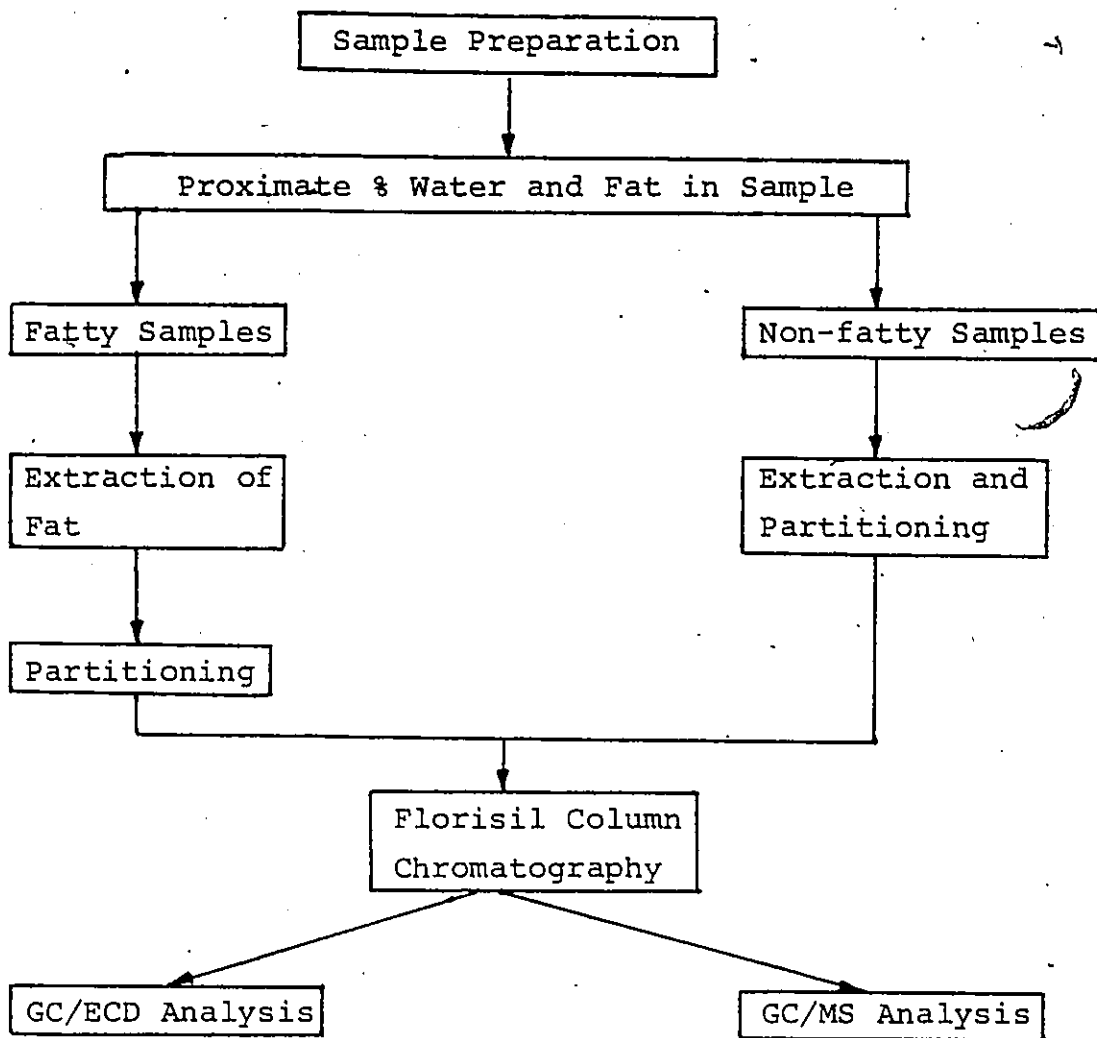 Sample Preparation
Proximate % Water and Fat in Sample
Fatty Samples
Non-fatty Samples
Extraction of
Fat
Extraction and
Partitioning
Partitioning
Florisil Column
Chromatography
GC/ECD Analysis
GC/MS Analysis